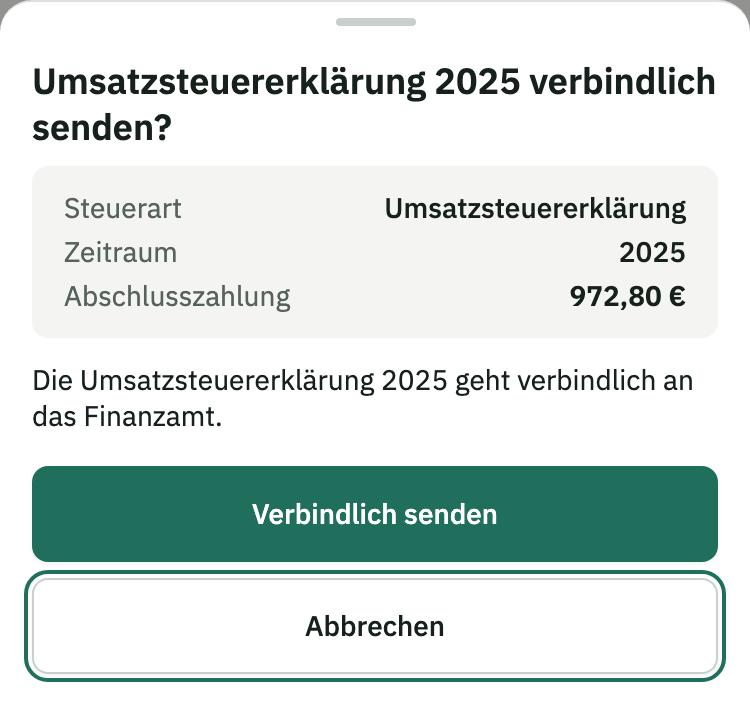 Umsatzsteuererklärung 2025 verbindlich
senden?
Steuerart Umsatzsteuererklärung
Zeitraum 2025
Abschlusszahlung 972,80 €
Die Umsatzsteuererklärung 2025 geht verbindlich an
das Finanzamt.
Verbindlich senden
Abbrechen